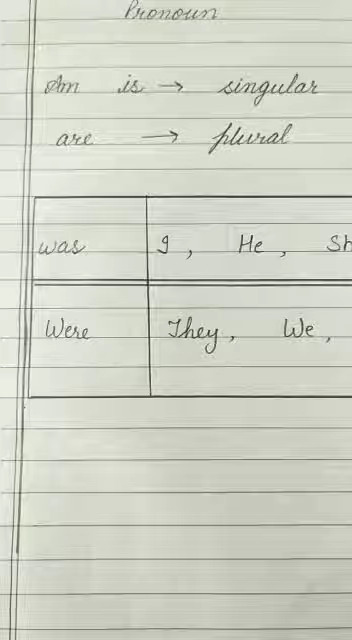 Pronoun
Am is → singular
are → plural
was I, He, Sh
Were They, We,